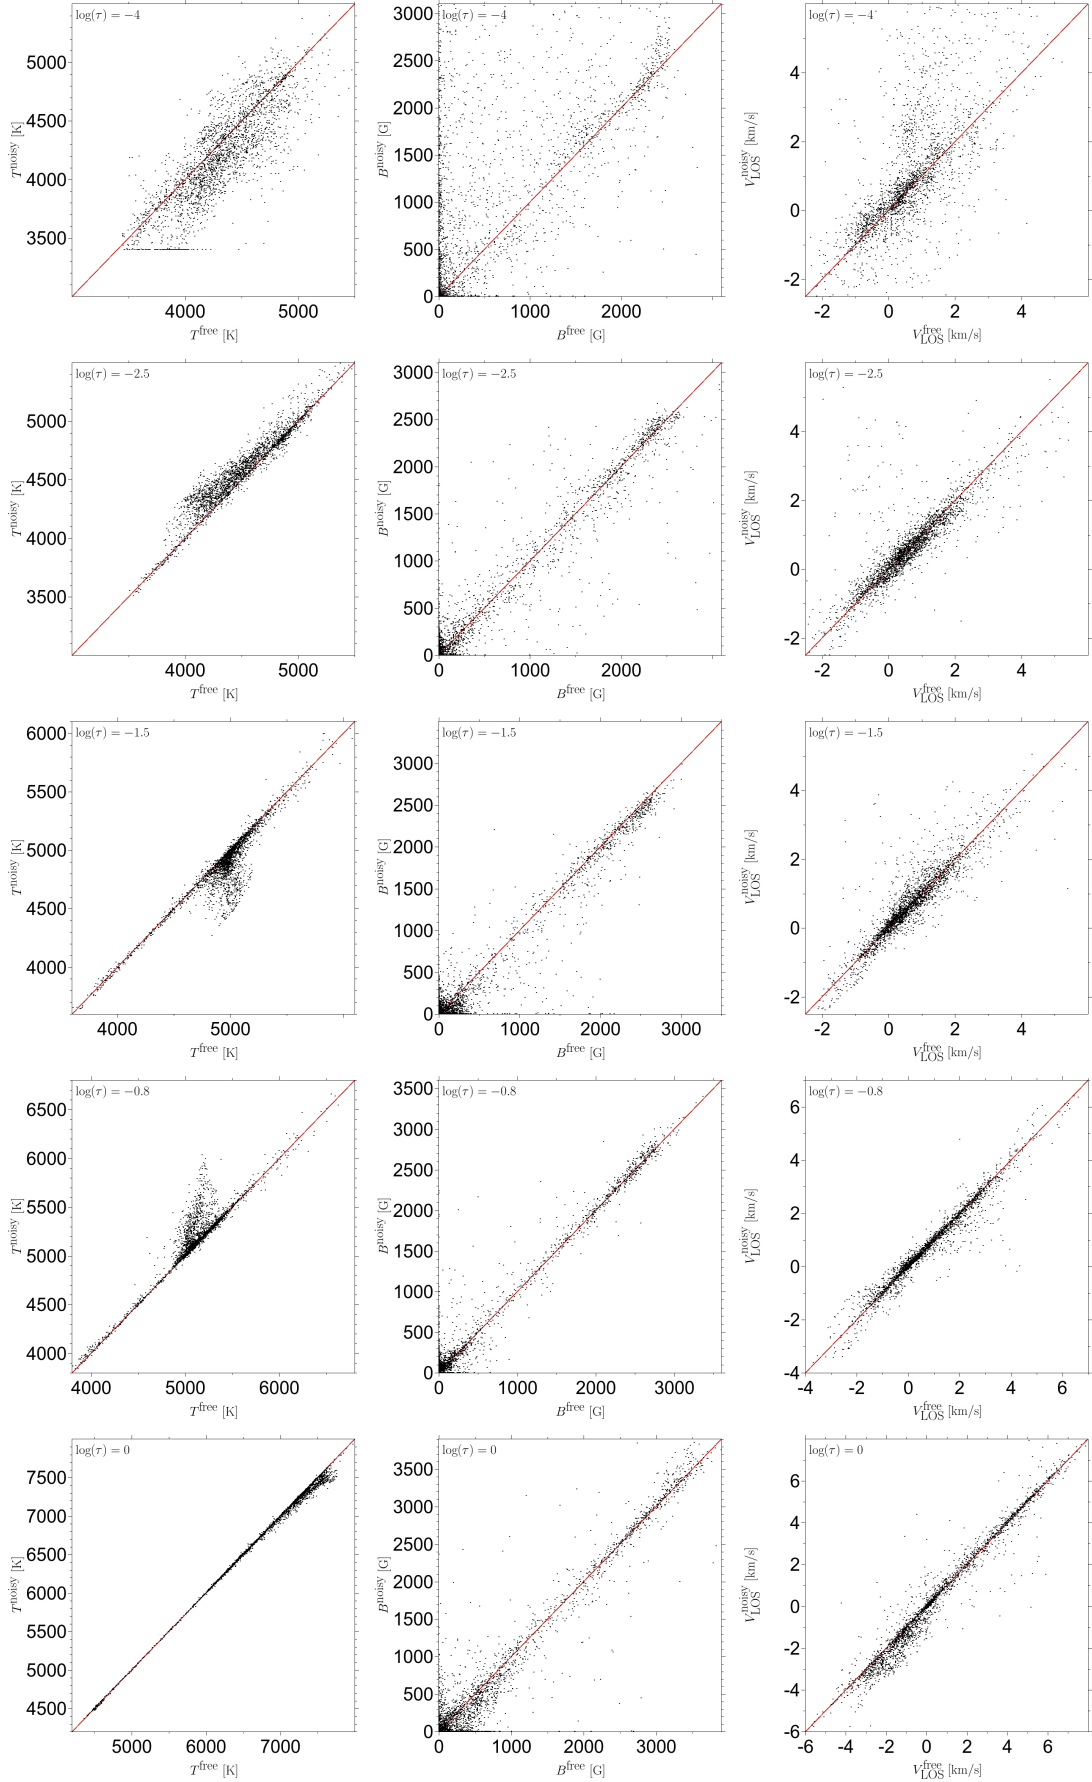 log(τ) = −4
5000
4500
4000
3500
T^noisy [K]
4000 5000
T^free [K]
log(τ) = −4
3000
2500
2000
1500
1000
500
0
B^noisy [G]
0 1000 2000
B^free [G]
log(τ) = −4
4
2
0
-2
V_LOS^noisy [km/s]
-2 0 2 4
V_LOS^free [km/s]
log(τ) = −2.5
5000
4500
4000
3500
T^noisy [K]
4000 5000
T^free [K]
log(τ) = −2.5
3000
2500
2000
1500
1000
500
0
B^noisy [G]
0 1000 2000
B^free [G]
log(τ) = −2.5
4
2
0
-2
V_LOS^noisy [km/s]
-2 0 2 4
V_LOS^free [km/s]
log(τ) = −1.5
6000
5500
5000
4500
4000
T^noisy [K]
4000 5000
T^free [K]
log(τ) = −1.5
3000
2500
2000
1500
1000
500
0
B^noisy [G]
0 1000 2000 3000
B^free [G]
log(τ) = −1.5
4
2
0
-2
V_LOS^noisy [km/s]
-2 0 2 4
V_LOS^free [km/s]
log(τ) = −0.8
6500
6000
5500
5000
4500
4000
T^noisy [K]
4000 5000 6000
T^free [K]
log(τ) = −0.8
3500
3000
2500
2000
1500
1000
500
0
B^noisy [G]
0 1000 2000 3000
B^free [G]
log(τ) = −0.8
6
4
2
0
-2
-4
V_LOS^noisy [km/s]
-4 -2 0 2 4 6
V_LOS^free [km/s]
log(τ) = 0
7500
7000
6500
6000
5500
5000
4500
T^noisy [K]
5000 6000 7000
T^free [K]
log(τ) = 0
3500
3000
2500
2000
1500
1000
500
0
B^noisy [G]
0 1000 2000 3000
B^free [G]
log(τ) = 0
6
4
2
0
-2
-4
-6
V_LOS^noisy [km/s]
-6 -4 -2 0 2 4 6
V_LOS^free [km/s]